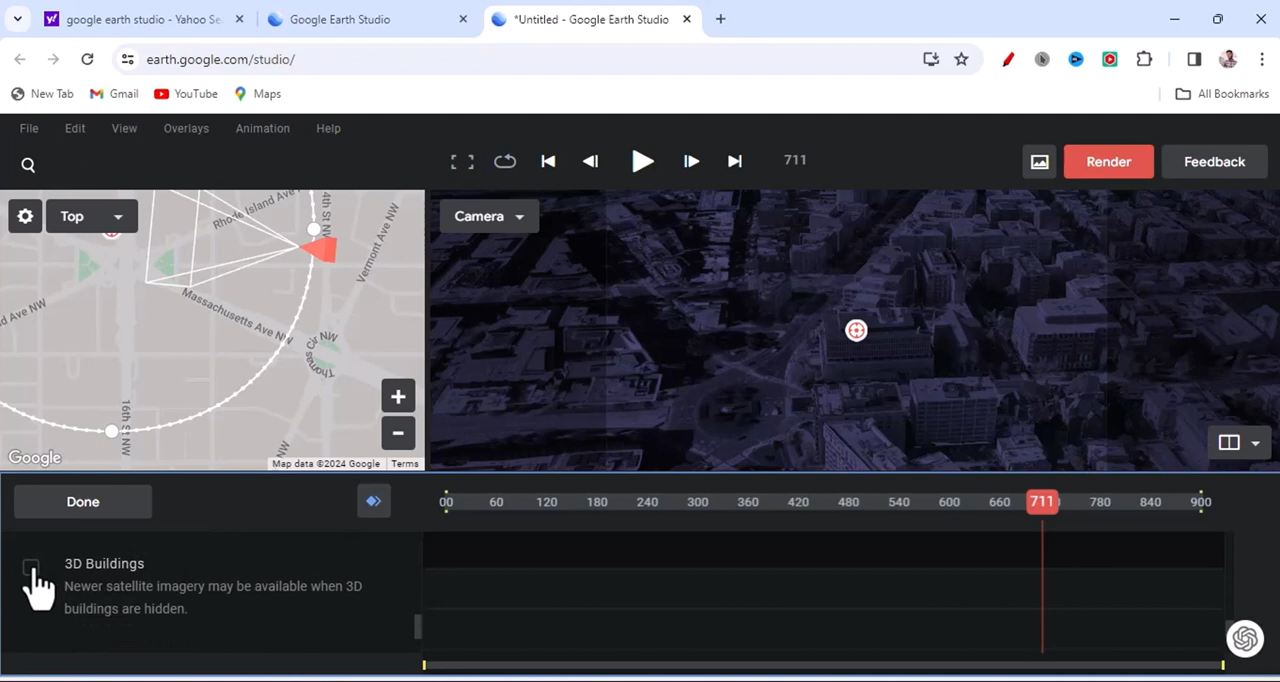 google earth studio - Yahoo Se
Google Earth Studio
*Untitled - Google Earth Studio
earth.google.com/studio/
New Tab
Gmail
YouTube
Maps
All Bookmarks
File
Edit
View
Overlays
Animation
Help
711
Render
Feedback
Top
Camera
Rhode Island Ave N
14th St NW
Vermont Ave NW
Massachusetts Ave NW
Thomas Cir NW
16th St NW
Google
Map data ©2024 Google
Terms
Done
00 60 120 180 240 300 360 420 480 540 600 660 711 780 840 900
3D Buildings
Newer satellite imagery may be available when 3D
buildings are hidden.